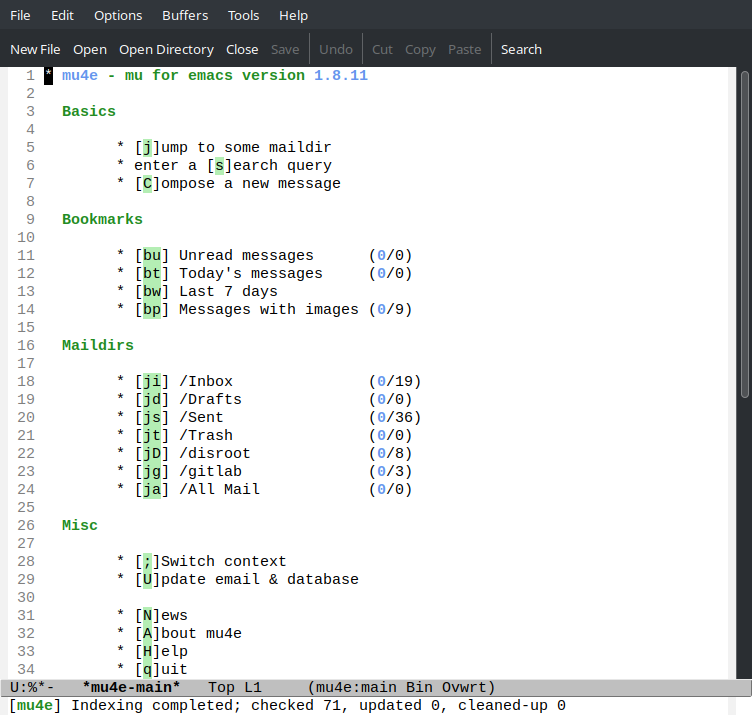 File Edit Options Buffers Tools Help
New File Open Open Directory Close Save Undo Cut Copy Paste Search
1 * mu4e - mu for emacs version 1.8.11
2
3 Basics
4
5 * [j]ump to some maildir
6 * enter a [s]earch query
7 * [C]ompose a new message
8
9 Bookmarks
10
11 * [bu] Unread messages (0/0)
12 * [bt] Today's messages (0/0)
13 * [bw] Last 7 days
14 * [bp] Messages with images (0/9)
15
16 Maildirs
17
18 * [ji] /Inbox (0/19)
19 * [jd] /Drafts (0/0)
20 * [js] /Sent (0/36)
21 * [jt] /Trash (0/0)
22 * [jD] /disroot (0/8)
23 * [jg] /gitlab (0/3)
24 * [ja] /All Mail (0/0)
25
26 Misc
27
28 * [;]Switch context
29 * [U]pdate email & database
30
31 * [N]ews
32 * [A]bout mu4e
33 * [H]elp
34 * [q]uit
U:%*- *mu4e-main* Top L1 (mu4e:main Bin Ovwrt)
[mu4e] Indexing completed; checked 71, updated 0, cleaned-up 0